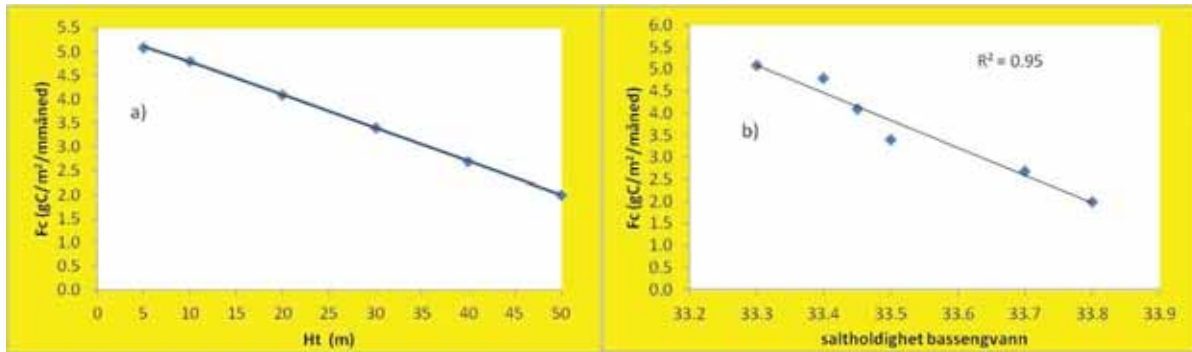 Fc (gC/m²/mmåned)
5.5
5.0
4.5
4.0
3.5
3.0
2.5
2.0
1.5
1.0
0.5
0.0
a)
0 5 10 15 20 25 30 35 40 45 50
Ht (m)
Fc (gC/m²/måned)
6.0
5.5
5.0
4.5
4.0
3.5
3.0
2.5
2.0
1.5
1.0
0.5
0.0
R² = 0.95
b)
33.2 33.3 33.4 33.5 33.6 33.7 33.8 33.9
saltholdighet bassengvann